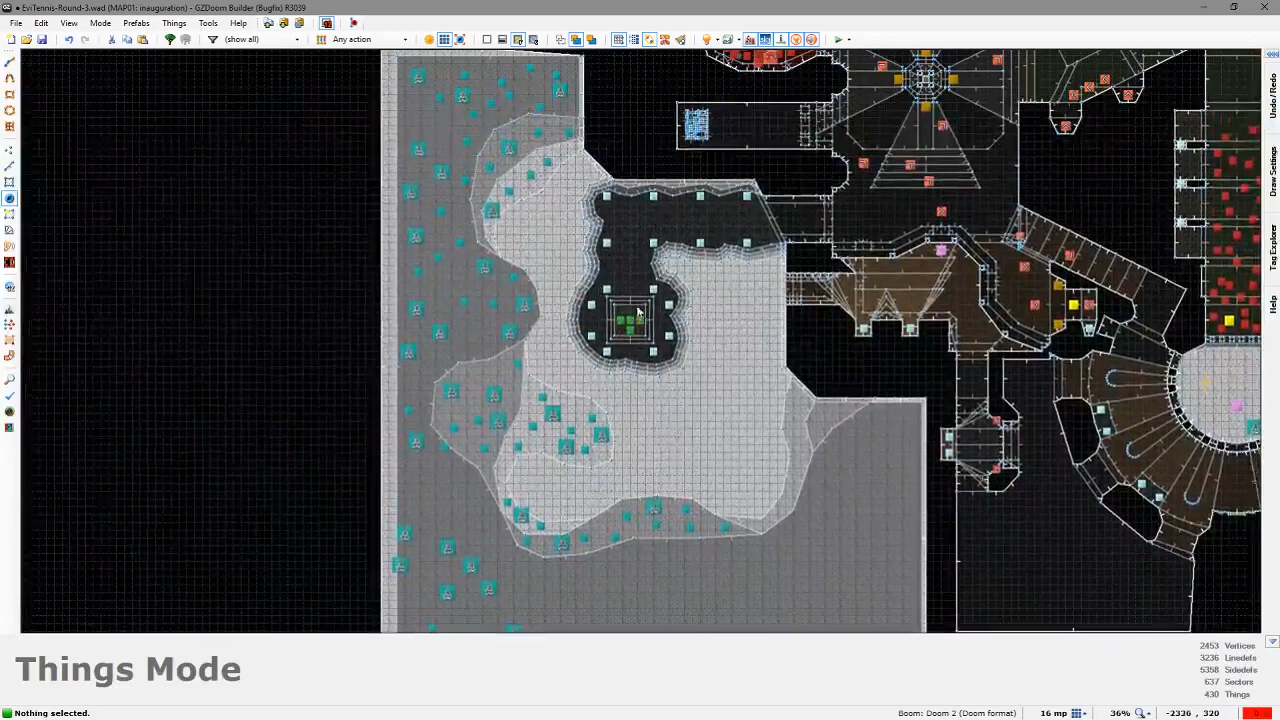 EviTennis-Round-3.wad (MAP01: inauguration) - GZDoom Builder (Bugfix) R3039
File Edit View Mode Prefabs Things Tools Window Help
(show all) Any action
Undo / Redo
Draw Settings
Tag Explorer
Things Mode
2453 Vertices
3236 Linedefs
5358 Sidedefs
637 Sectors
430 Things
Nothing selected. Boom: Doom 2 (Doom format) 16 mp 36% -2336 , 320